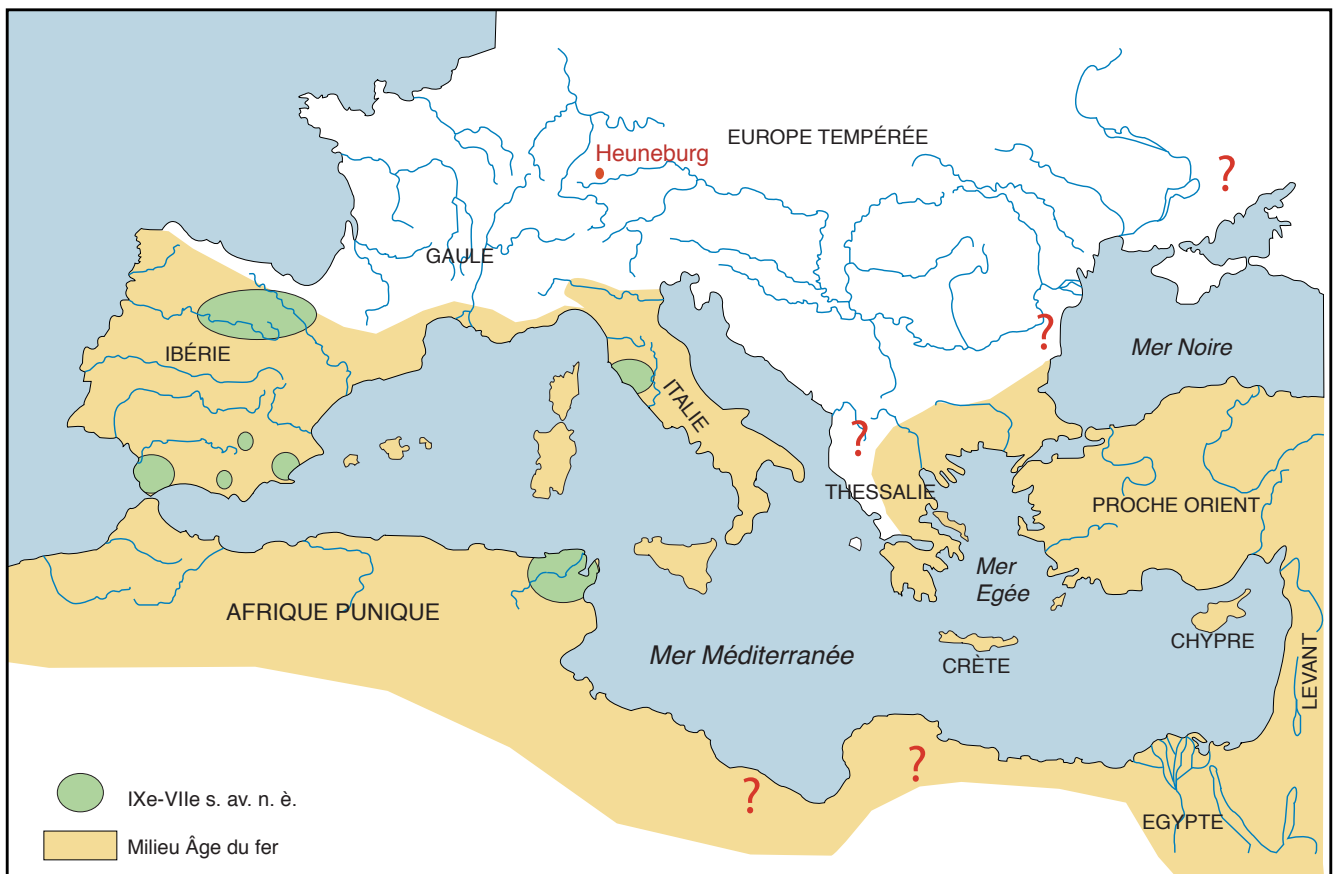 EUROPE TEMPÉRÉE
Heuneburg
?
GAULE
IBÉRIE
ITALIE
?
Mer Noire
?
THESSALIE
PROCHE ORIENT
Mer
Egée
AFRIQUE PUNIQUE
Mer Méditerranée
CRÈTE
CHYPRE
LEVANT
?
?
EGYPTE
IXe-VIIe s. av. n. è.
Milieu Âge du fer